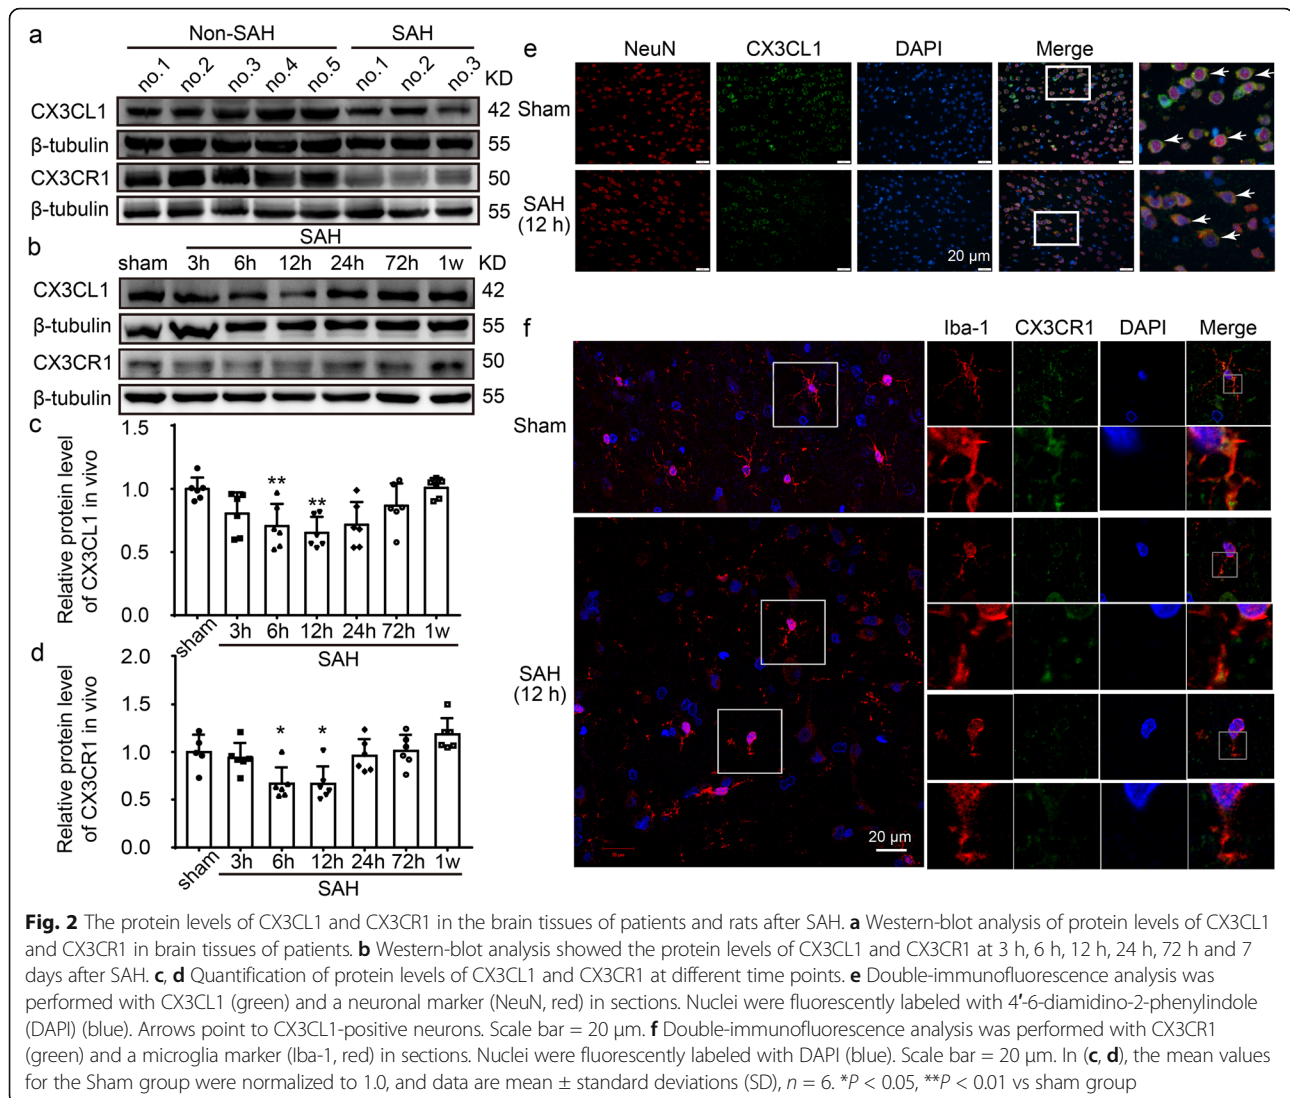 a
Non-SAH SAH
no.1 no.2 no.3 no.4 no.5 no.1 no.2 no.3 KD
CX3CL1 42
β-tubulin 55
CX3CR1 50
β-tubulin 55
b
SAH
sham 3h 6h 12h 24h 72h 1w KD
CX3CL1 42
β-tubulin 55
CX3CR1 50
β-tubulin 55
c
Relative protein level
of CX3CL1 in vivo
1.5
1.0
0.5
0.0
** **
sham 3h 6h 12h 24h 72h 1w
SAH
d
Relative protein level
of CX3CR1 in vivo
2.0
1.5
1.0
0.5
0.0
* *
sham 3h 6h 12h 24h 72h 1w
SAH
e
NeuN CX3CL1 DAPI Merge
Sham
SAH
(12 h)
20 μm
f
Iba-1 CX3CR1 DAPI Merge
Sham
SAH
(12 h)
20 μm
Fig. 2 The protein levels of CX3CL1 and CX3CR1 in the brain tissues of patients and rats after SAH. a Western-blot analysis of protein levels of CX3CL1
and CX3CR1 in brain tissues of patients. b Western-blot analysis showed the protein levels of CX3CL1 and CX3CR1 at 3 h, 6 h, 12 h, 24 h, 72 h and 7
days after SAH. c, d Quantification of protein levels of CX3CL1 and CX3CR1 at different time points. e Double-immunofluorescence analysis was
performed with CX3CL1 (green) and a neuronal marker (NeuN, red) in sections. Nuclei were fluorescently labeled with 4′-6-diamidino-2-phenylindole
(DAPI) (blue). Arrows point to CX3CL1-positive neurons. Scale bar = 20 μm. f Double-immunofluorescence analysis was performed with CX3CR1
(green) and a microglia marker (Iba-1, red) in sections. Nuclei were fluorescently labeled with DAPI (blue). Scale bar = 20 μm. In (c, d), the mean values
for the Sham group were normalized to 1.0, and data are mean ± standard deviations (SD), n = 6. *P < 0.05, **P < 0.01 vs sham group